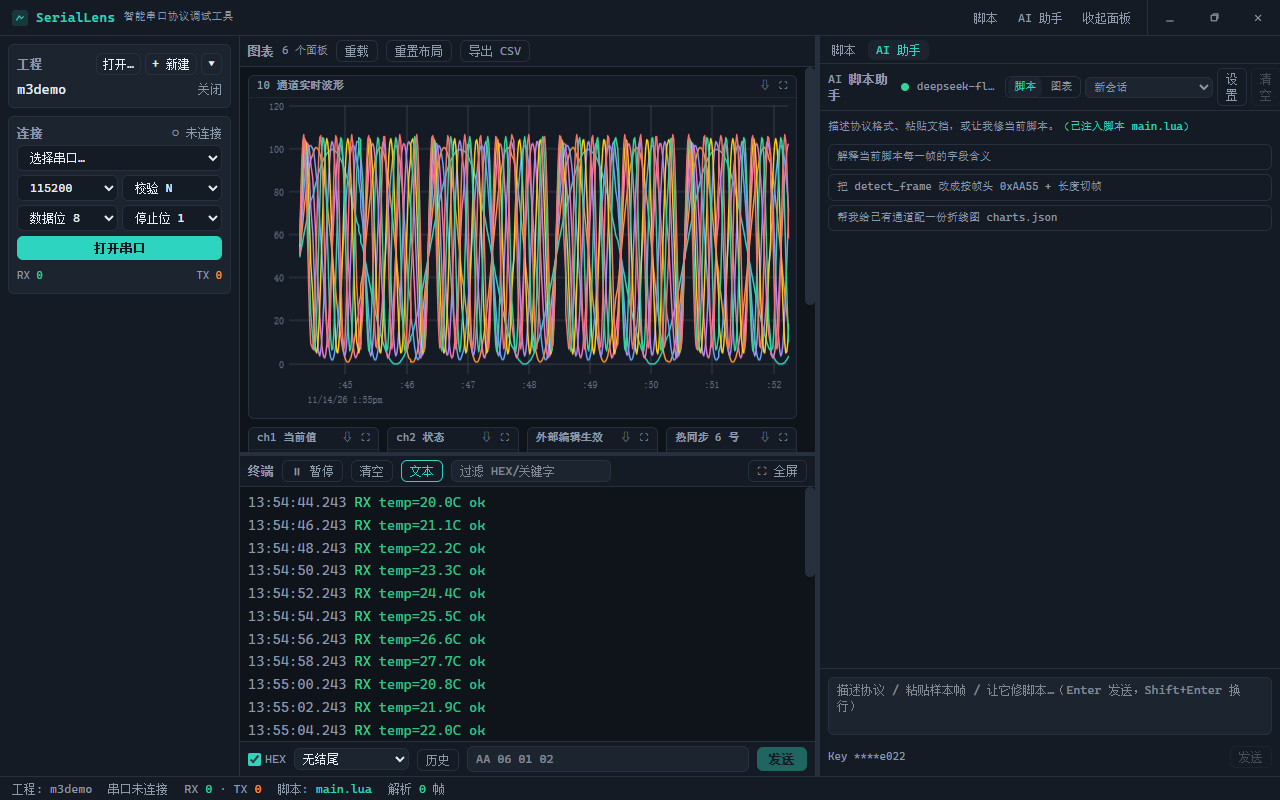 SerialLens 智能串口协议调试工具
脚本 AI 助手 收起面板
工程 打开… + 新建 ▼
m3demo 关闭
连接 ○ 未连接
选择串口…
115200 校验 N
数据位 8 停止位 1
打开串口
RX 0 TX 0
图表 6 个面板 重载 重置布局 导出 CSV
10 通道实时波形
120
100
80
60
40
20
0
:45 :46 :47 :48 :49 :50 :51 :52
11/14/26 1:55pm
ch1 当前值
ch2 状态
外部编辑生效
热同步 6 号
终端 ⏸ 暂停 清空 文本 过滤 HEX/关键字 全屏
13:54:44.243 RX temp=20.0C ok
13:54:46.243 RX temp=21.1C ok
13:54:48.243 RX temp=22.2C ok
13:54:50.243 RX temp=23.3C ok
13:54:52.243 RX temp=24.4C ok
13:54:54.243 RX temp=25.5C ok
13:54:56.243 RX temp=26.6C ok
13:54:58.243 RX temp=27.7C ok
13:55:00.243 RX temp=20.8C ok
13:55:02.243 RX temp=21.9C ok
13:55:04.243 RX temp=22.0C ok
HEX 无结尾 历史 AA 06 01 02 发送
脚本 AI 助手
AI 脚本助手 deepseek-fl… 脚本 图表 新会话 设置 清空
描述协议格式、粘贴文档，或让我修当前脚本。（已注入脚本 main.lua）
解释当前脚本每一帧的字段含义
把 detect_frame 改成按帧头 0xAA55 + 长度切帧
帮我给已有通道配一份折线图 charts.json
描述协议 / 粘贴样本帧 / 让它修脚本…（Enter 发送，Shift+Enter 换行）
Key ****e022 发送
工程: m3demo 串口未连接 RX 0 · TX 0 脚本: main.lua 解析 0 帧